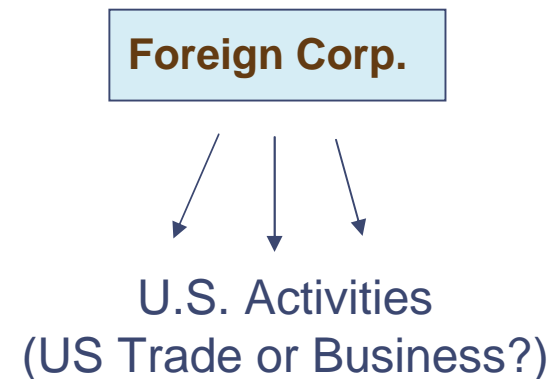 Foreign Corp.
U.S. Activities
(US Trade or Business?)